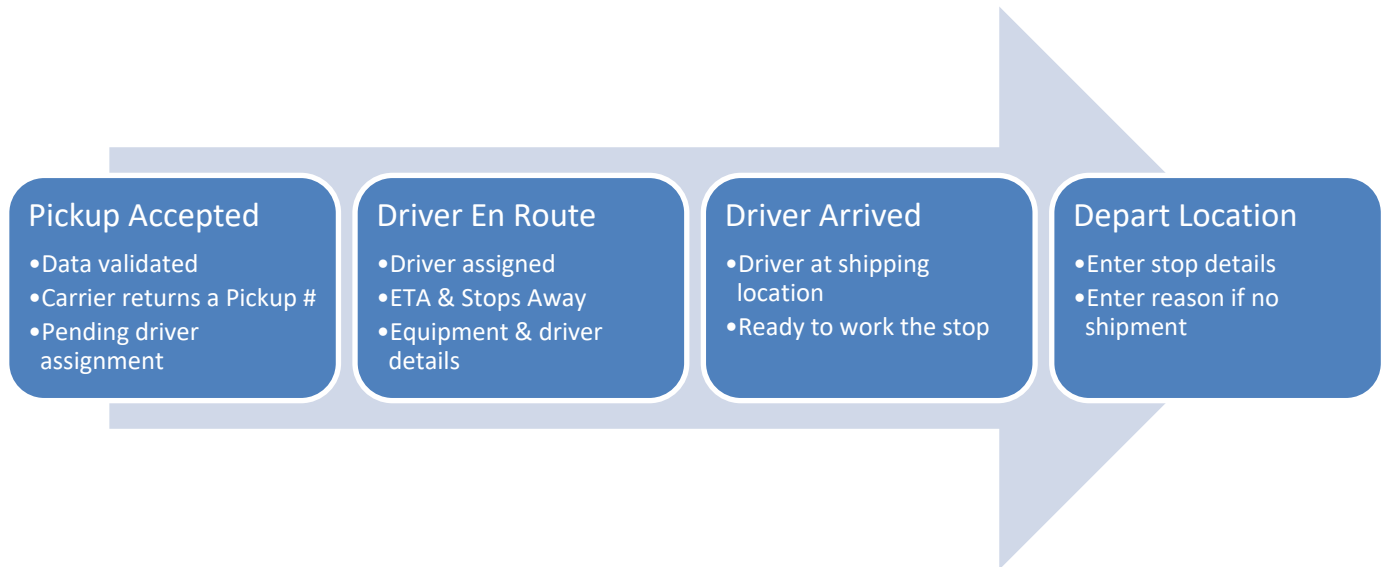 Pickup Accepted
•Data validated
•Carrier returns a Pickup #
•Pending driver
assignment
Driver En Route
•Driver assigned
•ETA & Stops Away
•Equipment & driver
details
Driver Arrived
•Driver at shipping
location
•Ready to work the stop
Depart Location
•Enter stop details
•Enter reason if no
shipment